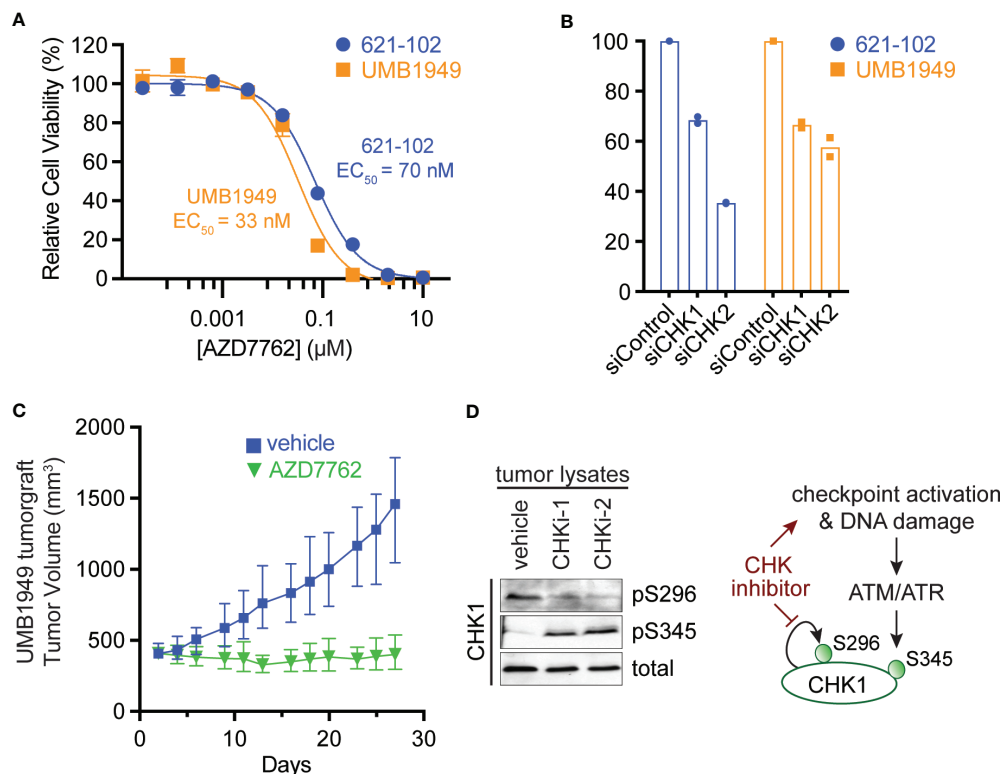 A
120
100
80
60
40
20
0
Relative Cell Viability (%)
621-102
UMB1949
621-102
EC50 = 70 nM
UMB1949
EC50 = 33 nM
0.001
0.1
10
[AZD7762] (µM)
B
100
80
60
40
20
0
621-102
UMB1949
siControl
siCHK1
siCHK2
siControl
siCHK1
siCHK2
C
2000
1500
1000
500
0
UMB1949 tumorgraft
Tumor Volume (mm³)
vehicle
AZD7762
0
10
20
30
Days
D
tumor lysates
vehicle
CHKi-1
CHKi-2
CHK1
pS296
pS345
total
checkpoint activation
& DNA damage
CHK
inhibitor
ATM/ATR
S296
S345
CHK1